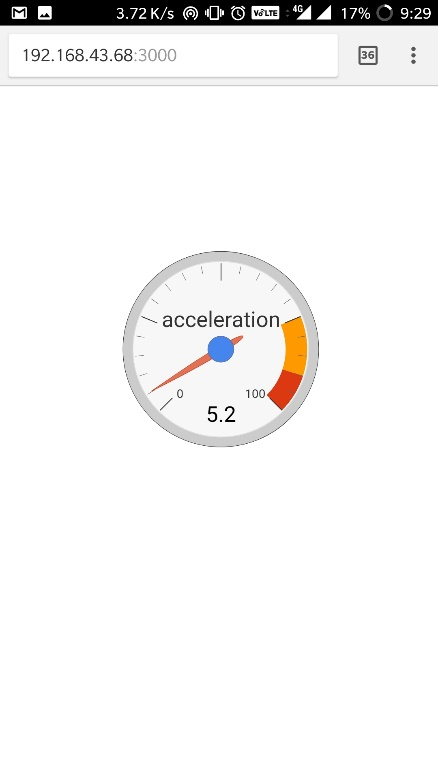 3.72 K/s VoLTE 4G 17% 9:29
192.168.43.68:3000 36
acceleration
0 100
5.2